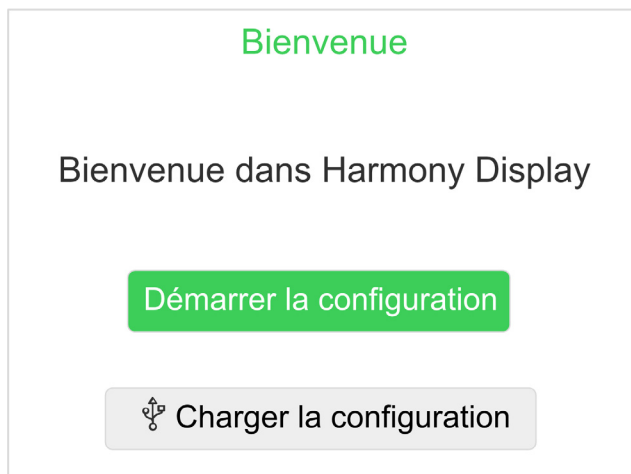 Bienvenue
Bienvenue dans Harmony Display
Démarrer la configuration
Charger la configuration